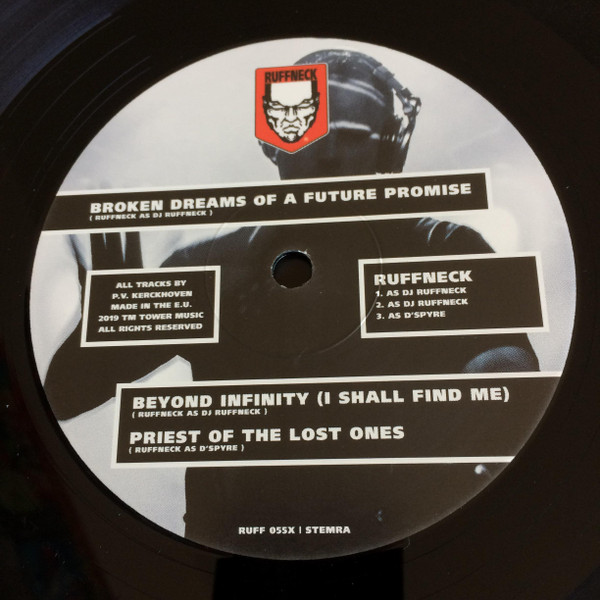 RUFFNECK
BROKEN DREAMS OF A FUTURE PROMISE
( RUFFNECK AS DJ RUFFNECK )
ALL TRACKS BY
P.V. KERCKHOVEN
MADE IN THE E.U.
2019 TM TOWER MUSIC
ALL RIGHTS RESERVED
RUFFNECK
1. AS DJ RUFFNECK
2. AS DJ RUFFNECK
3. AS D'SPYRE
BEYOND INFINITY (I SHALL FIND ME)
( RUFFNECK AS DJ RUFFNECK )
PRIEST OF THE LOST ONES
( RUFFNECK AS D'SPYRE )
RUFF 055X | STEMRA